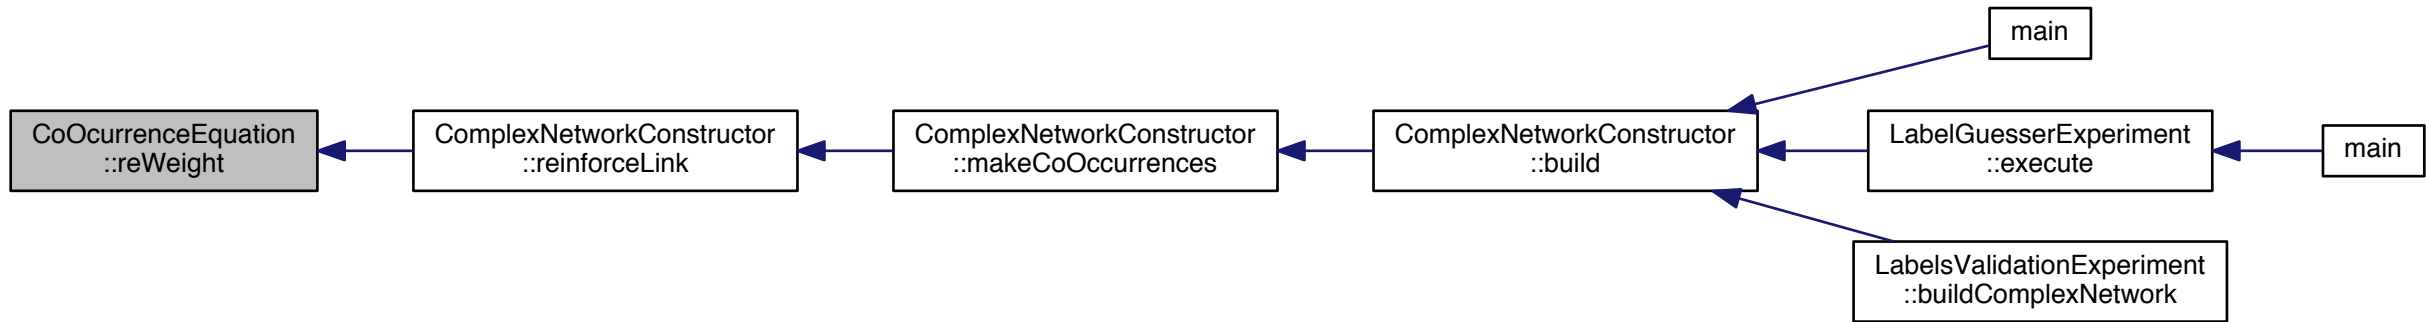 CoOcurrenceEquation
::reWeight
ComplexNetworkConstructor
::reinforceLink
ComplexNetworkConstructor
::makeCoOccurrences
ComplexNetworkConstructor
::build
main
LabelGuesserExperiment
::execute
main
LabelsValidationExperiment
::buildComplexNetwork